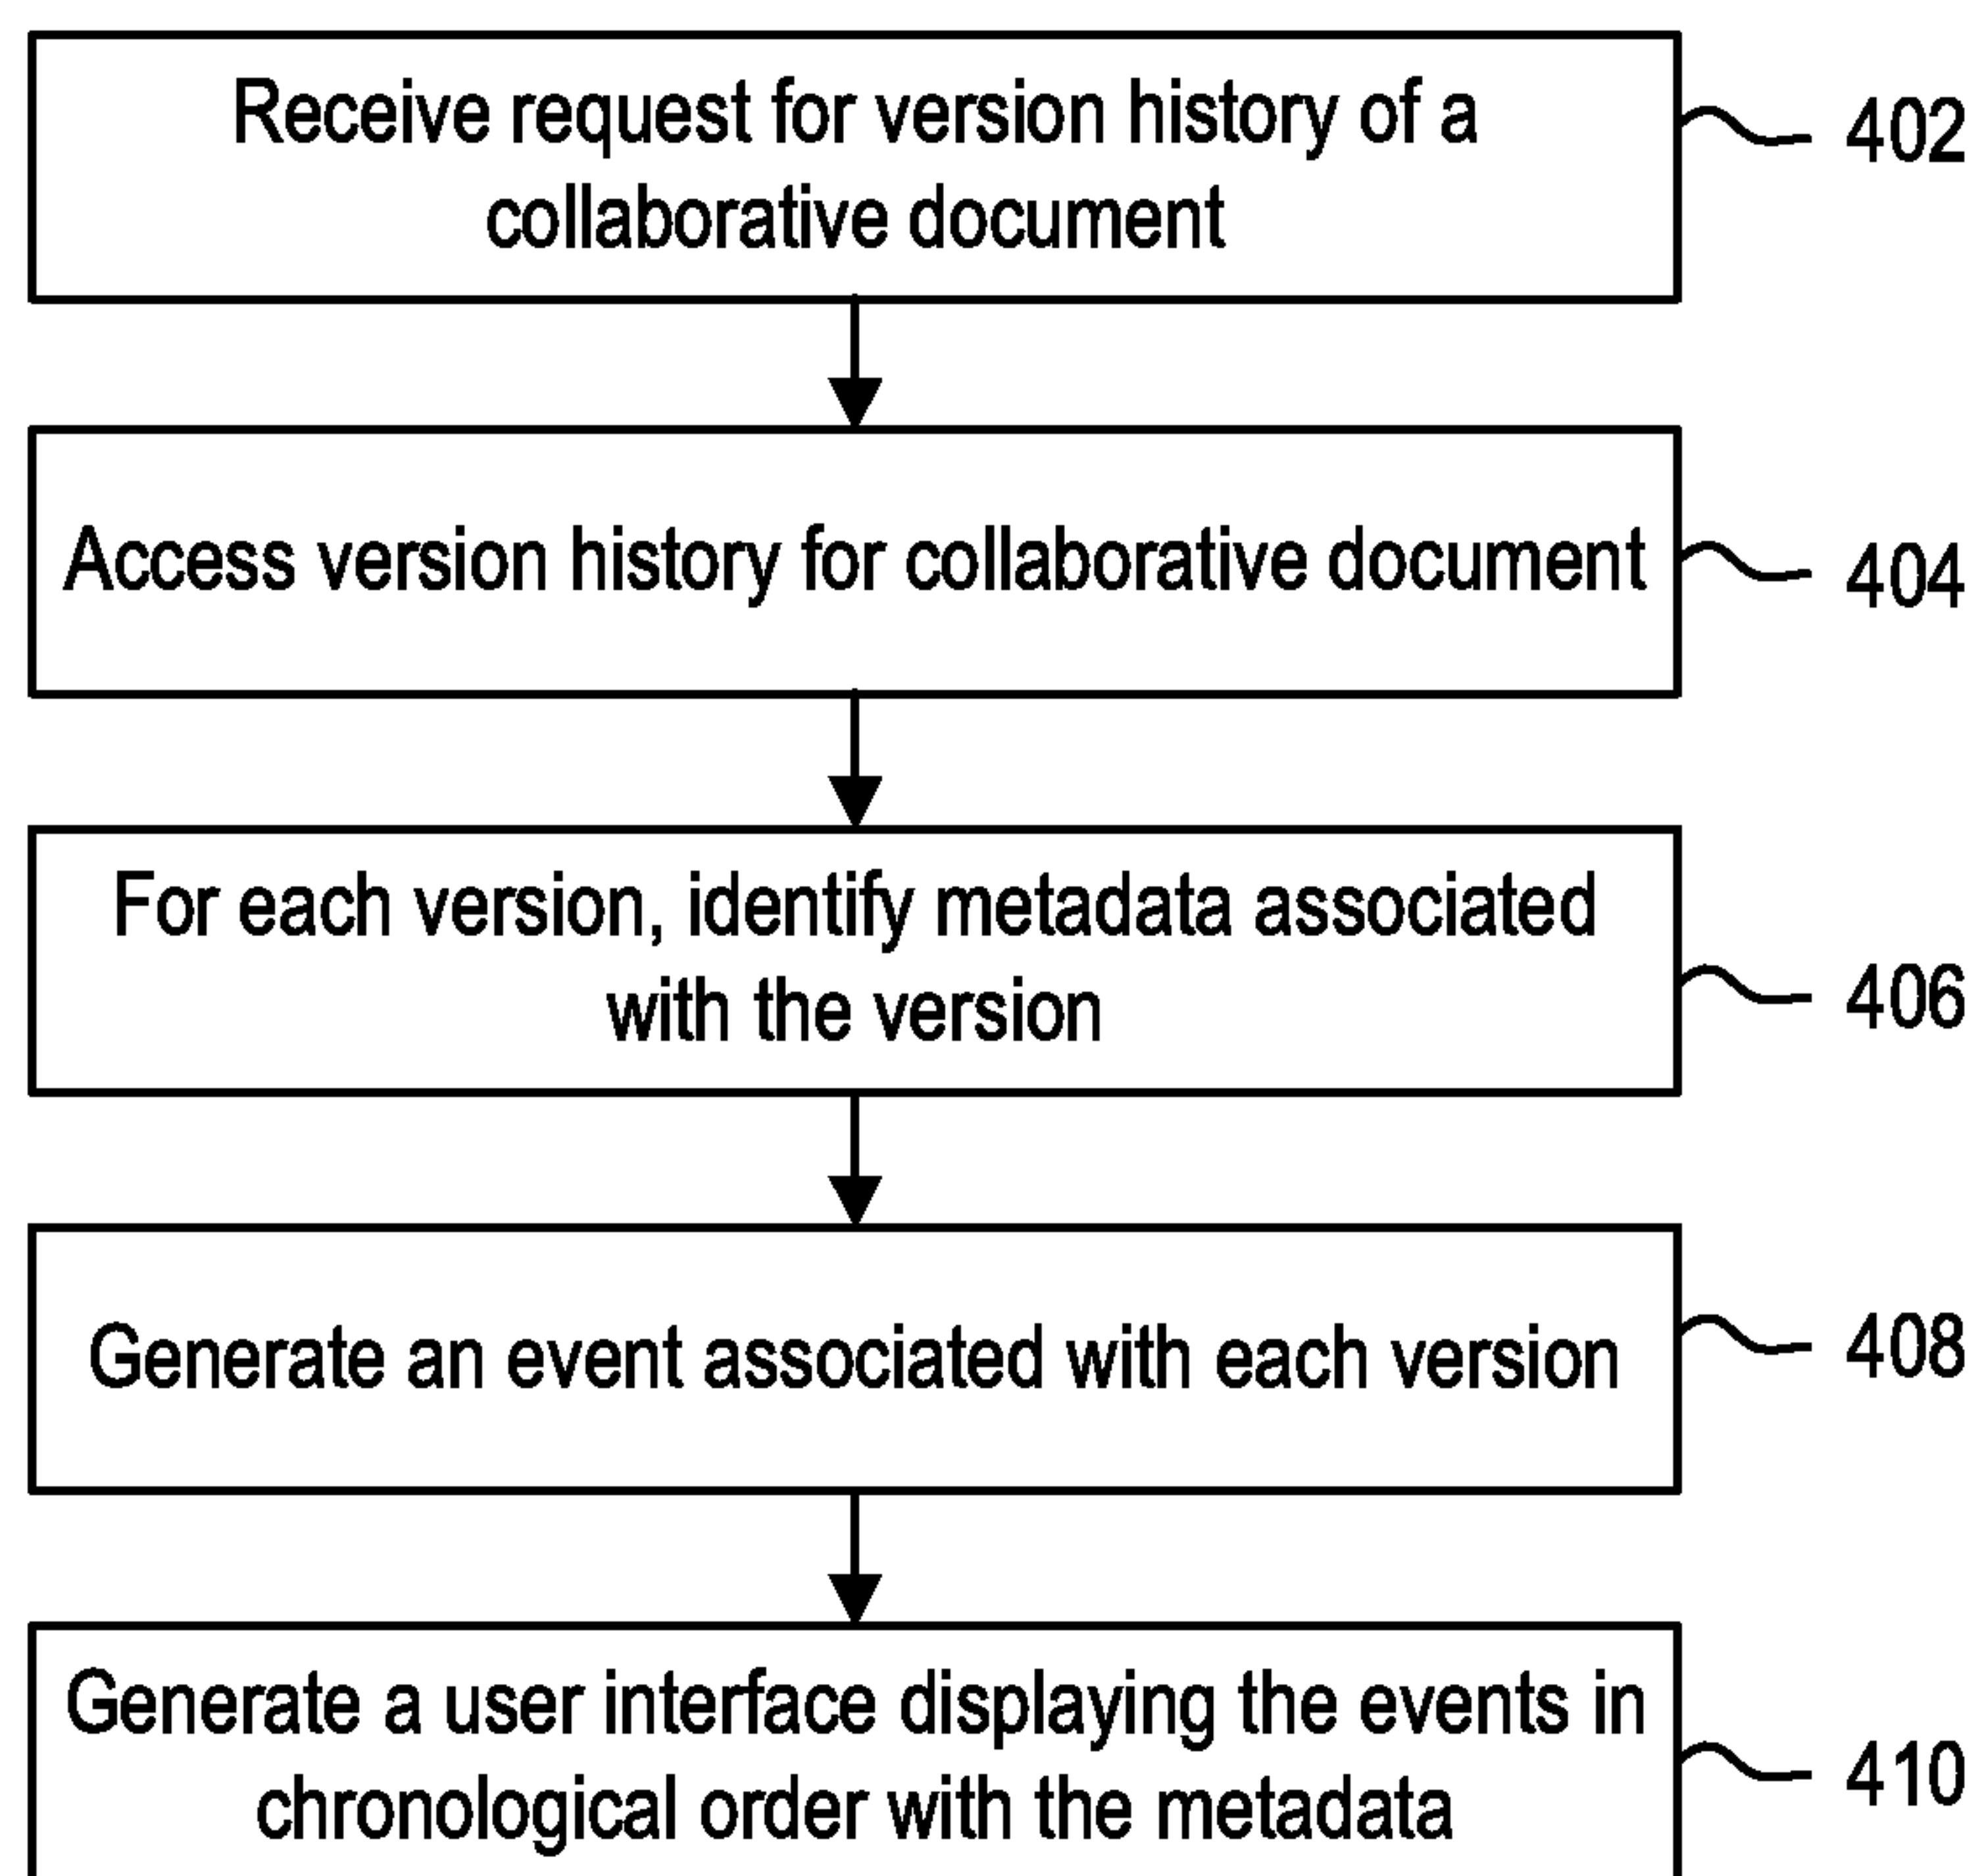 Receive request for version history of a
collaborative document
402
Access version history for collaborative document
404
For each version, identify metadata associated
with the version
406
Generate an event associated with each version
408
Generate a user interface displaying the events in
chronological order with the metadata
410